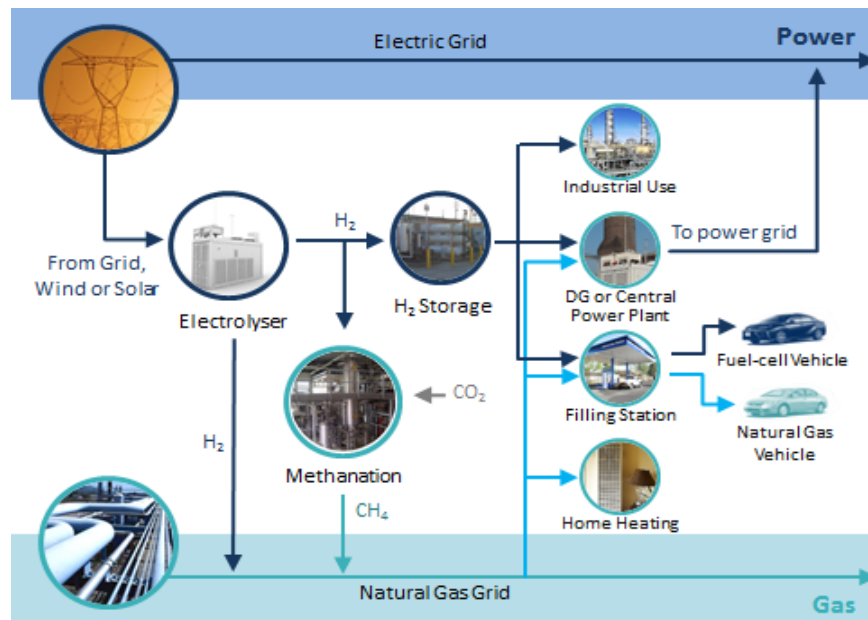 Electric Grid
Power
Industrial Use
H₂
To power grid
From Grid,
Wind or Solar
Electrolyser
H₂ Storage
DG or Central
Power Plant
Fuel-cell Vehicle
CO₂
Filling Station
H₂
Natural Gas
Vehicle
Methanation
CH₄
Home Heating
Natural Gas Grid
Gas